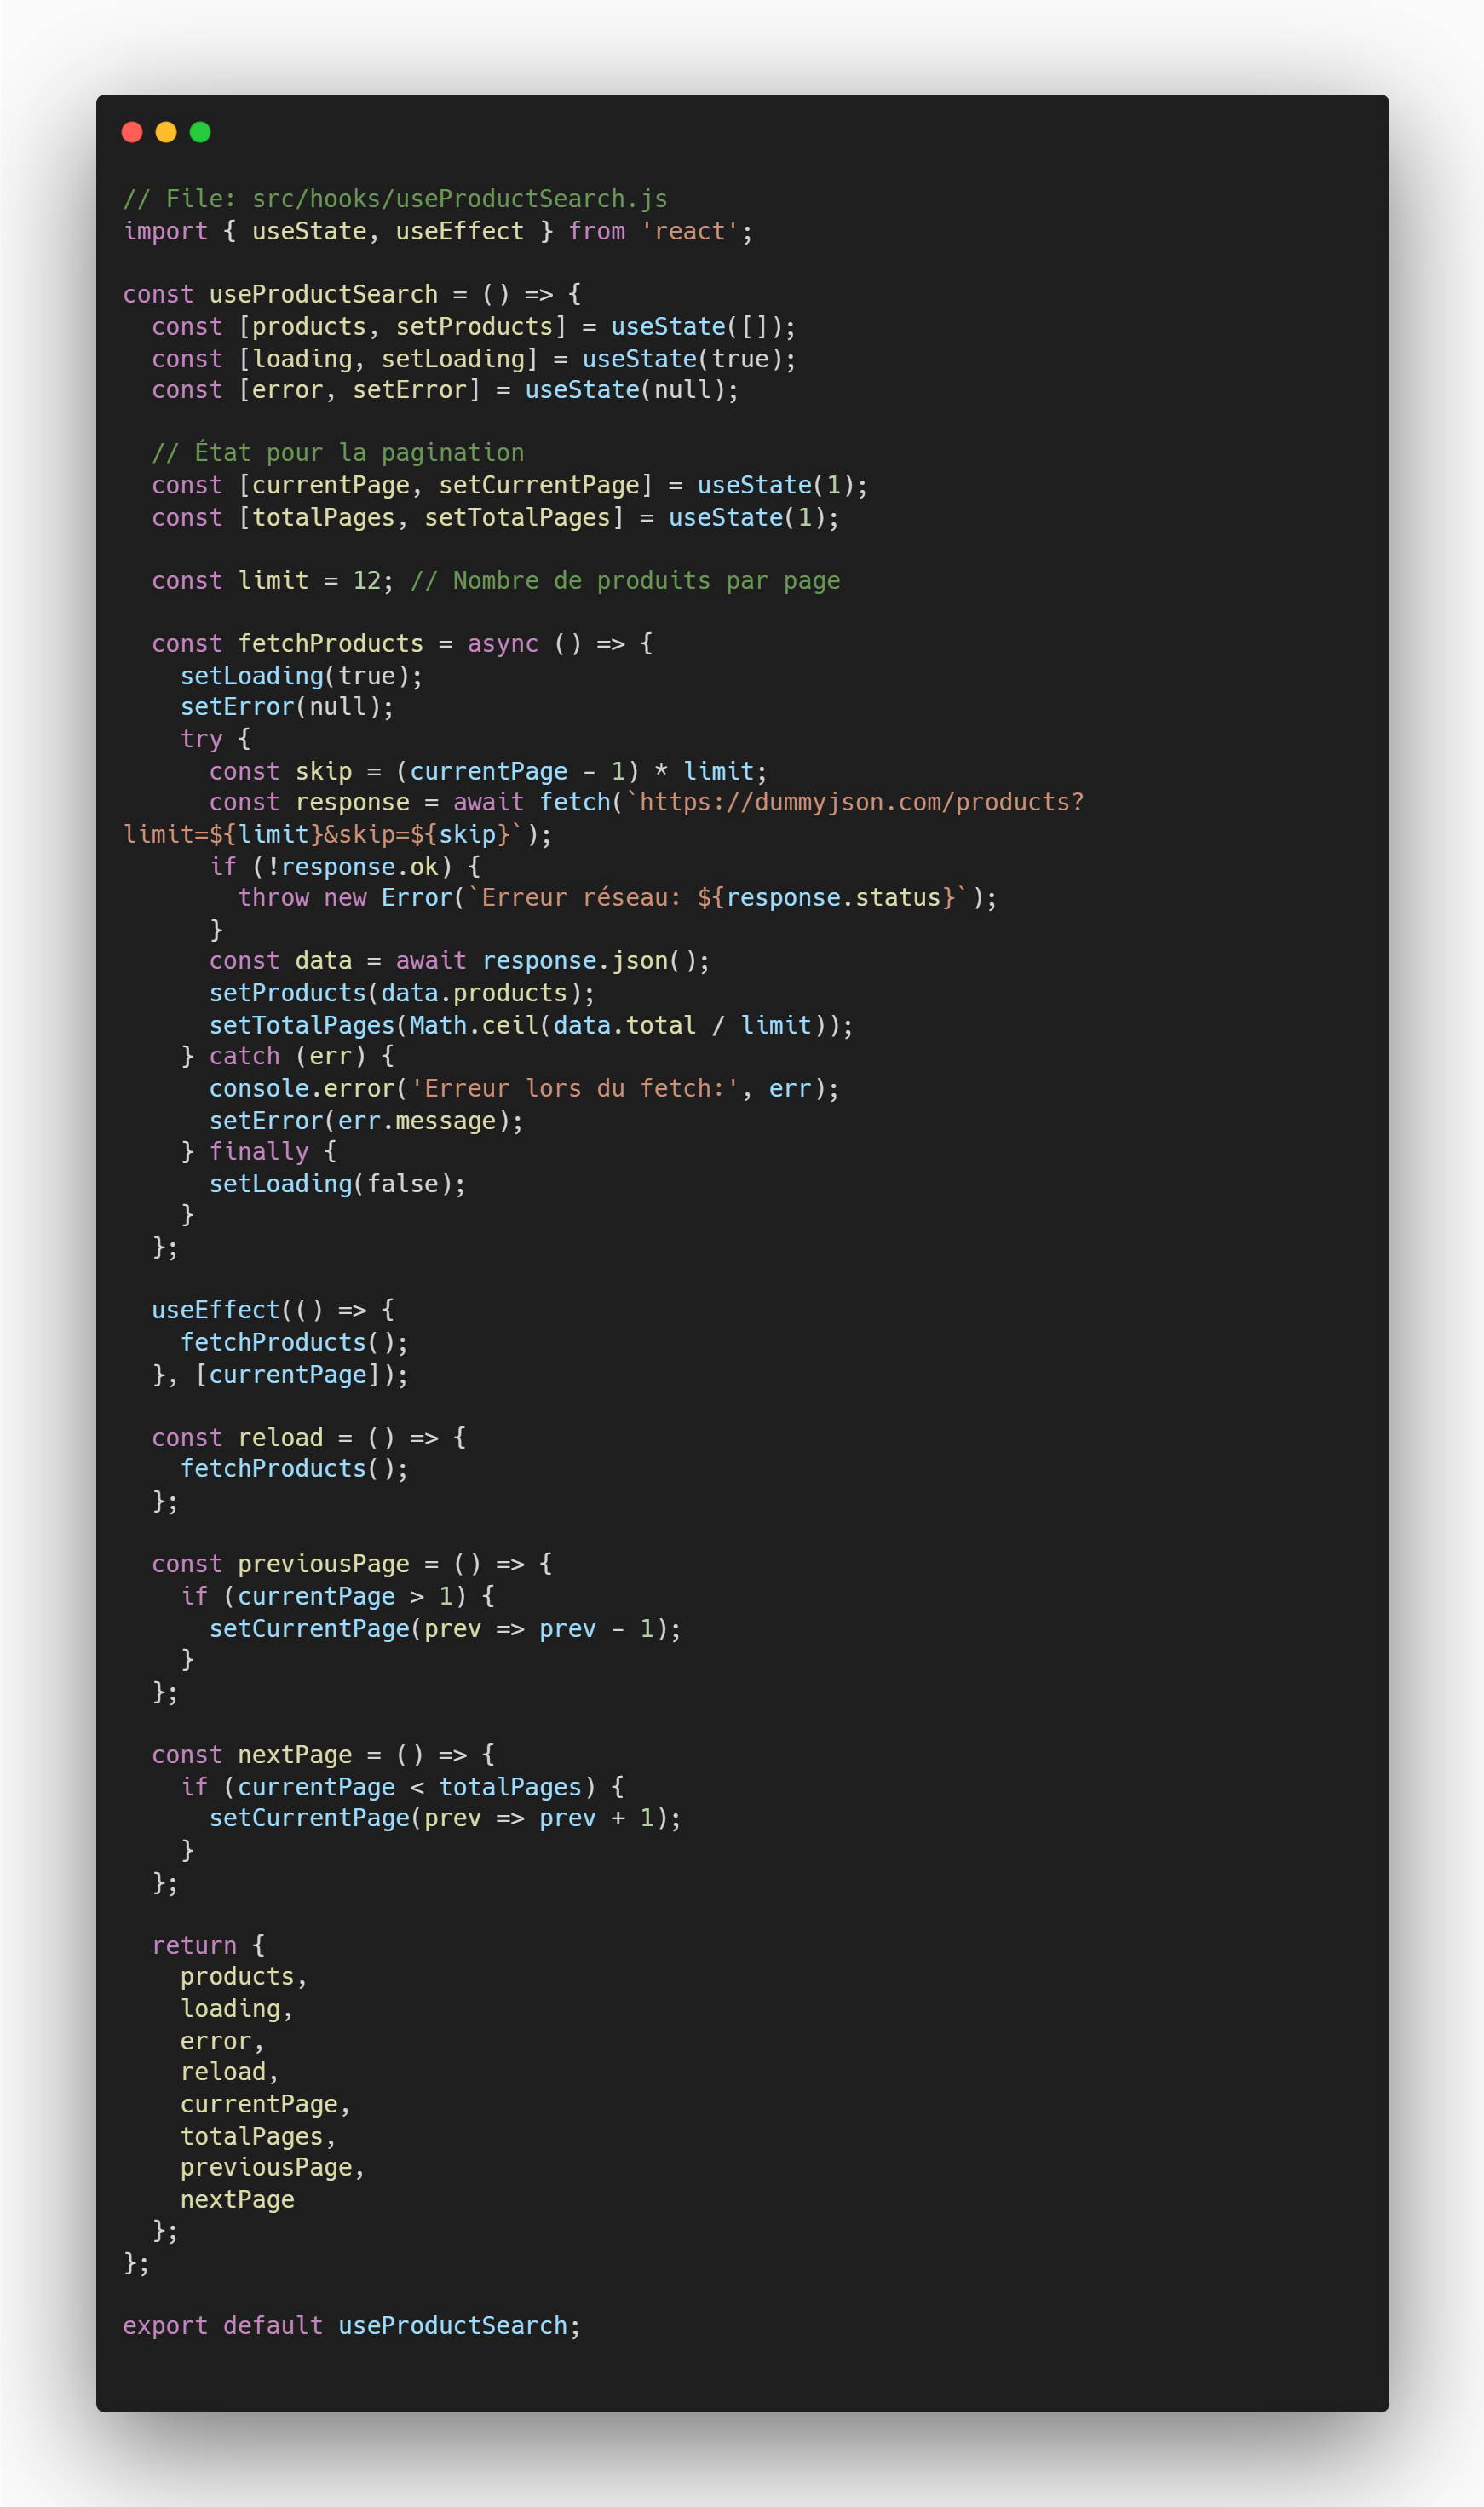 // File: src/hooks/useProductSearch.js
import { useState, useEffect } from 'react';

const useProductSearch = () => {
  const [products, setProducts] = useState([]);
  const [loading, setLoading] = useState(true);
  const [error, setError] = useState(null);

  // État pour la pagination
  const [currentPage, setCurrentPage] = useState(1);
  const [totalPages, setTotalPages] = useState(1);

  const limit = 12; // Nombre de produits par page

  const fetchProducts = async () => {
    setLoading(true);
    setError(null);
    try {
      const skip = (currentPage - 1) * limit;
      const response = await fetch(`https://dummyjson.com/products?
limit=${limit}&skip=${skip}`);
      if (!response.ok) {
        throw new Error(`Erreur réseau: ${response.status}`);
      }
      const data = await response.json();
      setProducts(data.products);
      setTotalPages(Math.ceil(data.total / limit));
    } catch (err) {
      console.error('Erreur lors du fetch:', err);
      setError(err.message);
    } finally {
      setLoading(false);
    }
  };

  useEffect(() => {
    fetchProducts();
  }, [currentPage]);

  const reload = () => {
    fetchProducts();
  };

  const previousPage = () => {
    if (currentPage > 1) {
      setCurrentPage(prev => prev - 1);
    }
  };

  const nextPage = () => {
    if (currentPage < totalPages) {
      setCurrentPage(prev => prev + 1);
    }
  };

  return {
    products,
    loading,
    error,
    reload,
    currentPage,
    totalPages,
    previousPage,
    nextPage
  };
};

export default useProductSearch;